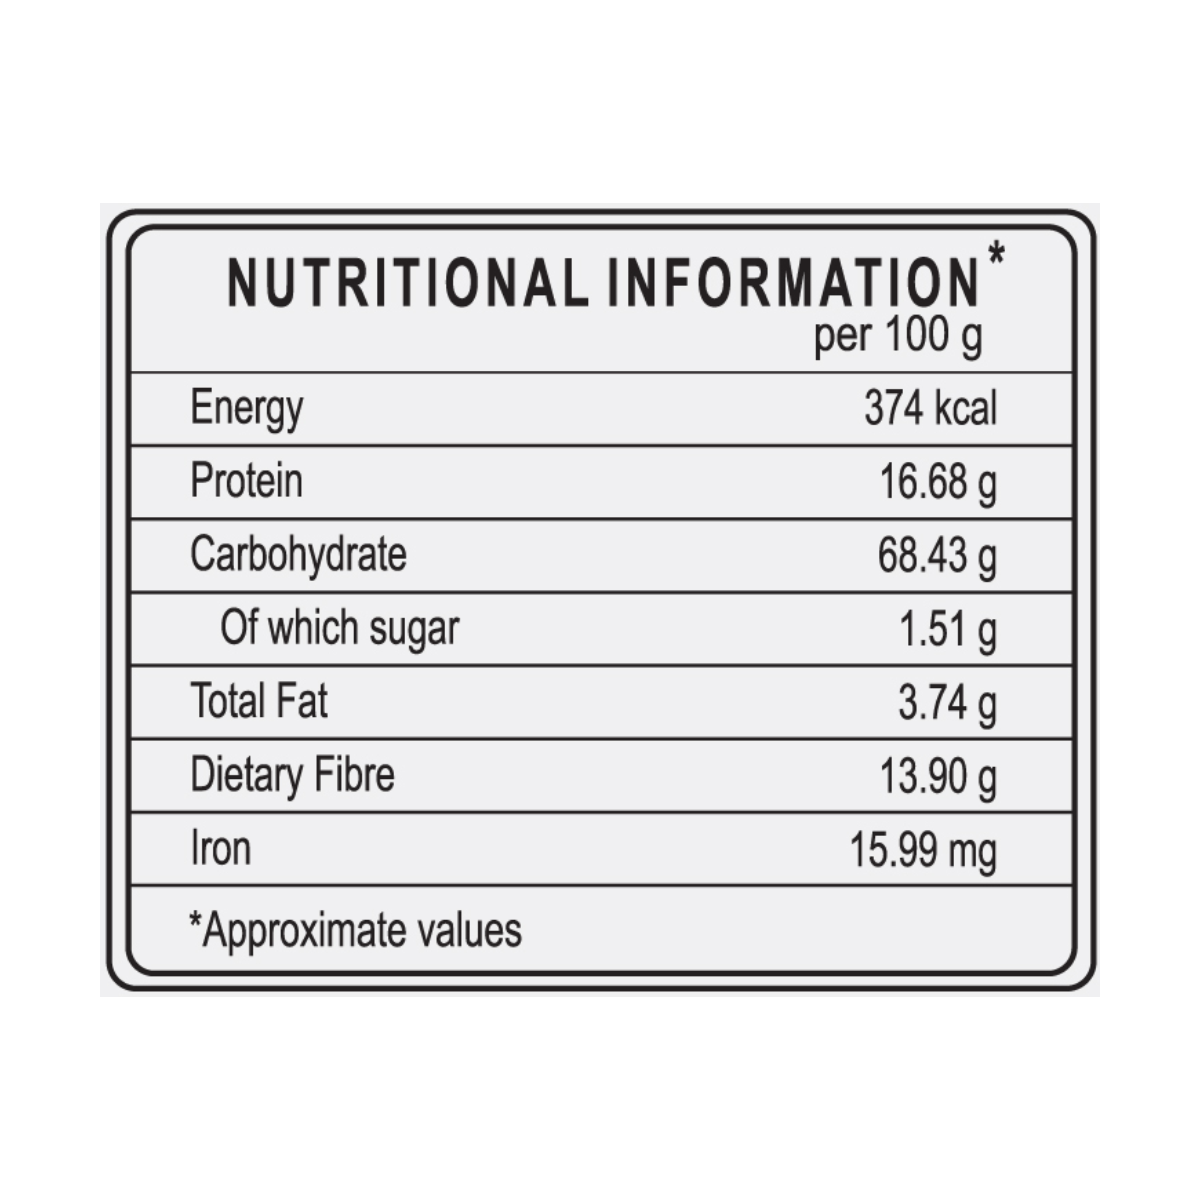 NUTRITIONAL INFORMATION*
per 100 g
Energy 374 kcal
Protein 16.68 g
Carbohydrate 68.43 g
Of which sugar 1.51 g
Total Fat 3.74 g
Dietary Fibre 13.90 g
Iron 15.99 mg
*Approximate values